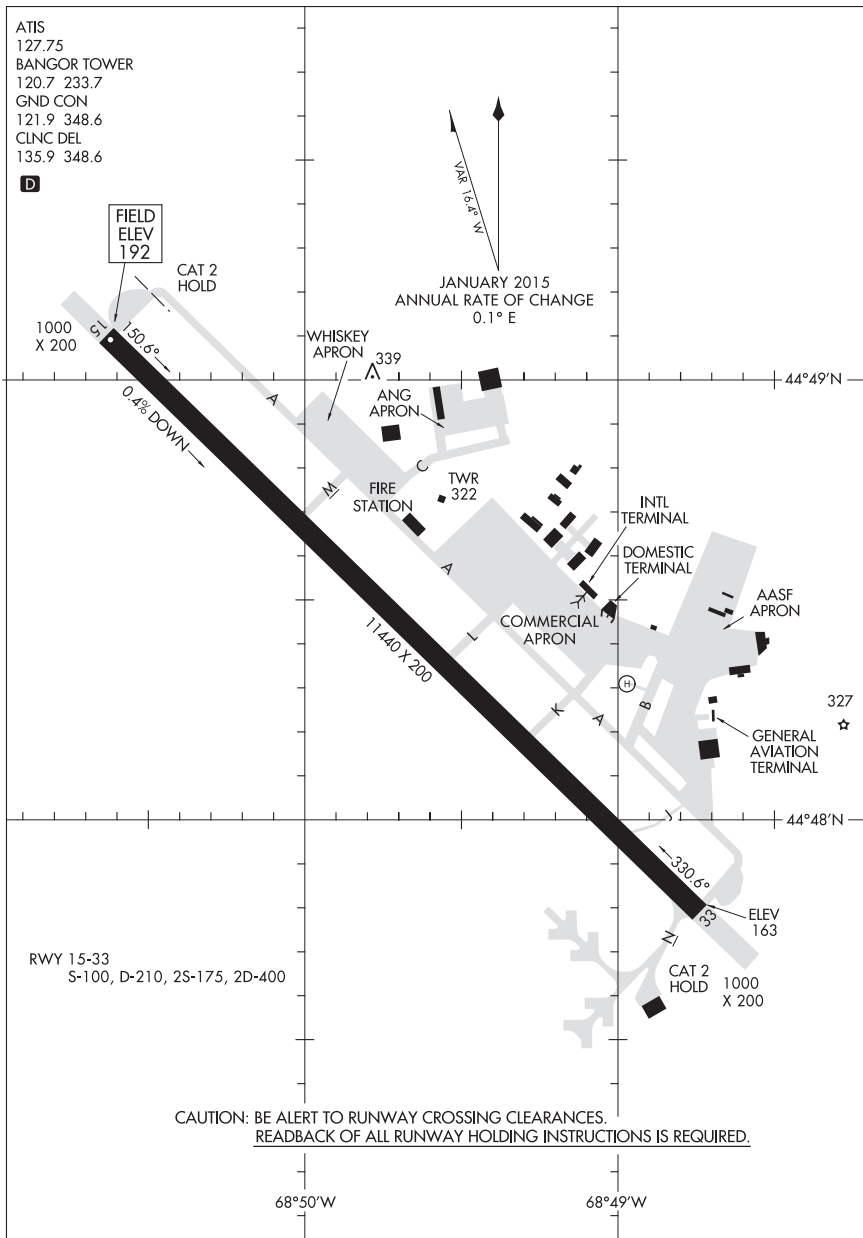 ATIS
127.75
BANGOR TOWER
120.7 233.7
GND CON
121.9 348.6
CLNC DEL
135.9 348.6
D
VAR 16.4° W
JANUARY 2015
ANNUAL RATE OF CHANGE
0.1° E
FIELD
ELEV
192
CAT 2
HOLD
1000
X 200
15
150.6°
0.4% DOWN
A
WHISKEY
APRON
339
ANG
APRON
44°49'N
C
M
FIRE
STATION
TWR
322
INTL
TERMINAL
DOMESTIC
TERMINAL
A
AASF
APRON
COMMERCIAL
APRON
L
11440 X 200
H
K
A
B
327
GENERAL
AVIATION
TERMINAL
J
44°48'N
330.6°
33
ELEV
163
N
CAT 2
HOLD
1000
X 200
RWY 15-33
S-100, D-210, 2S-175, 2D-400
CAUTION: BE ALERT TO RUNWAY CROSSING CLEARANCES.
READBACK OF ALL RUNWAY HOLDING INSTRUCTIONS IS REQUIRED.
68°50'W
68°49'W